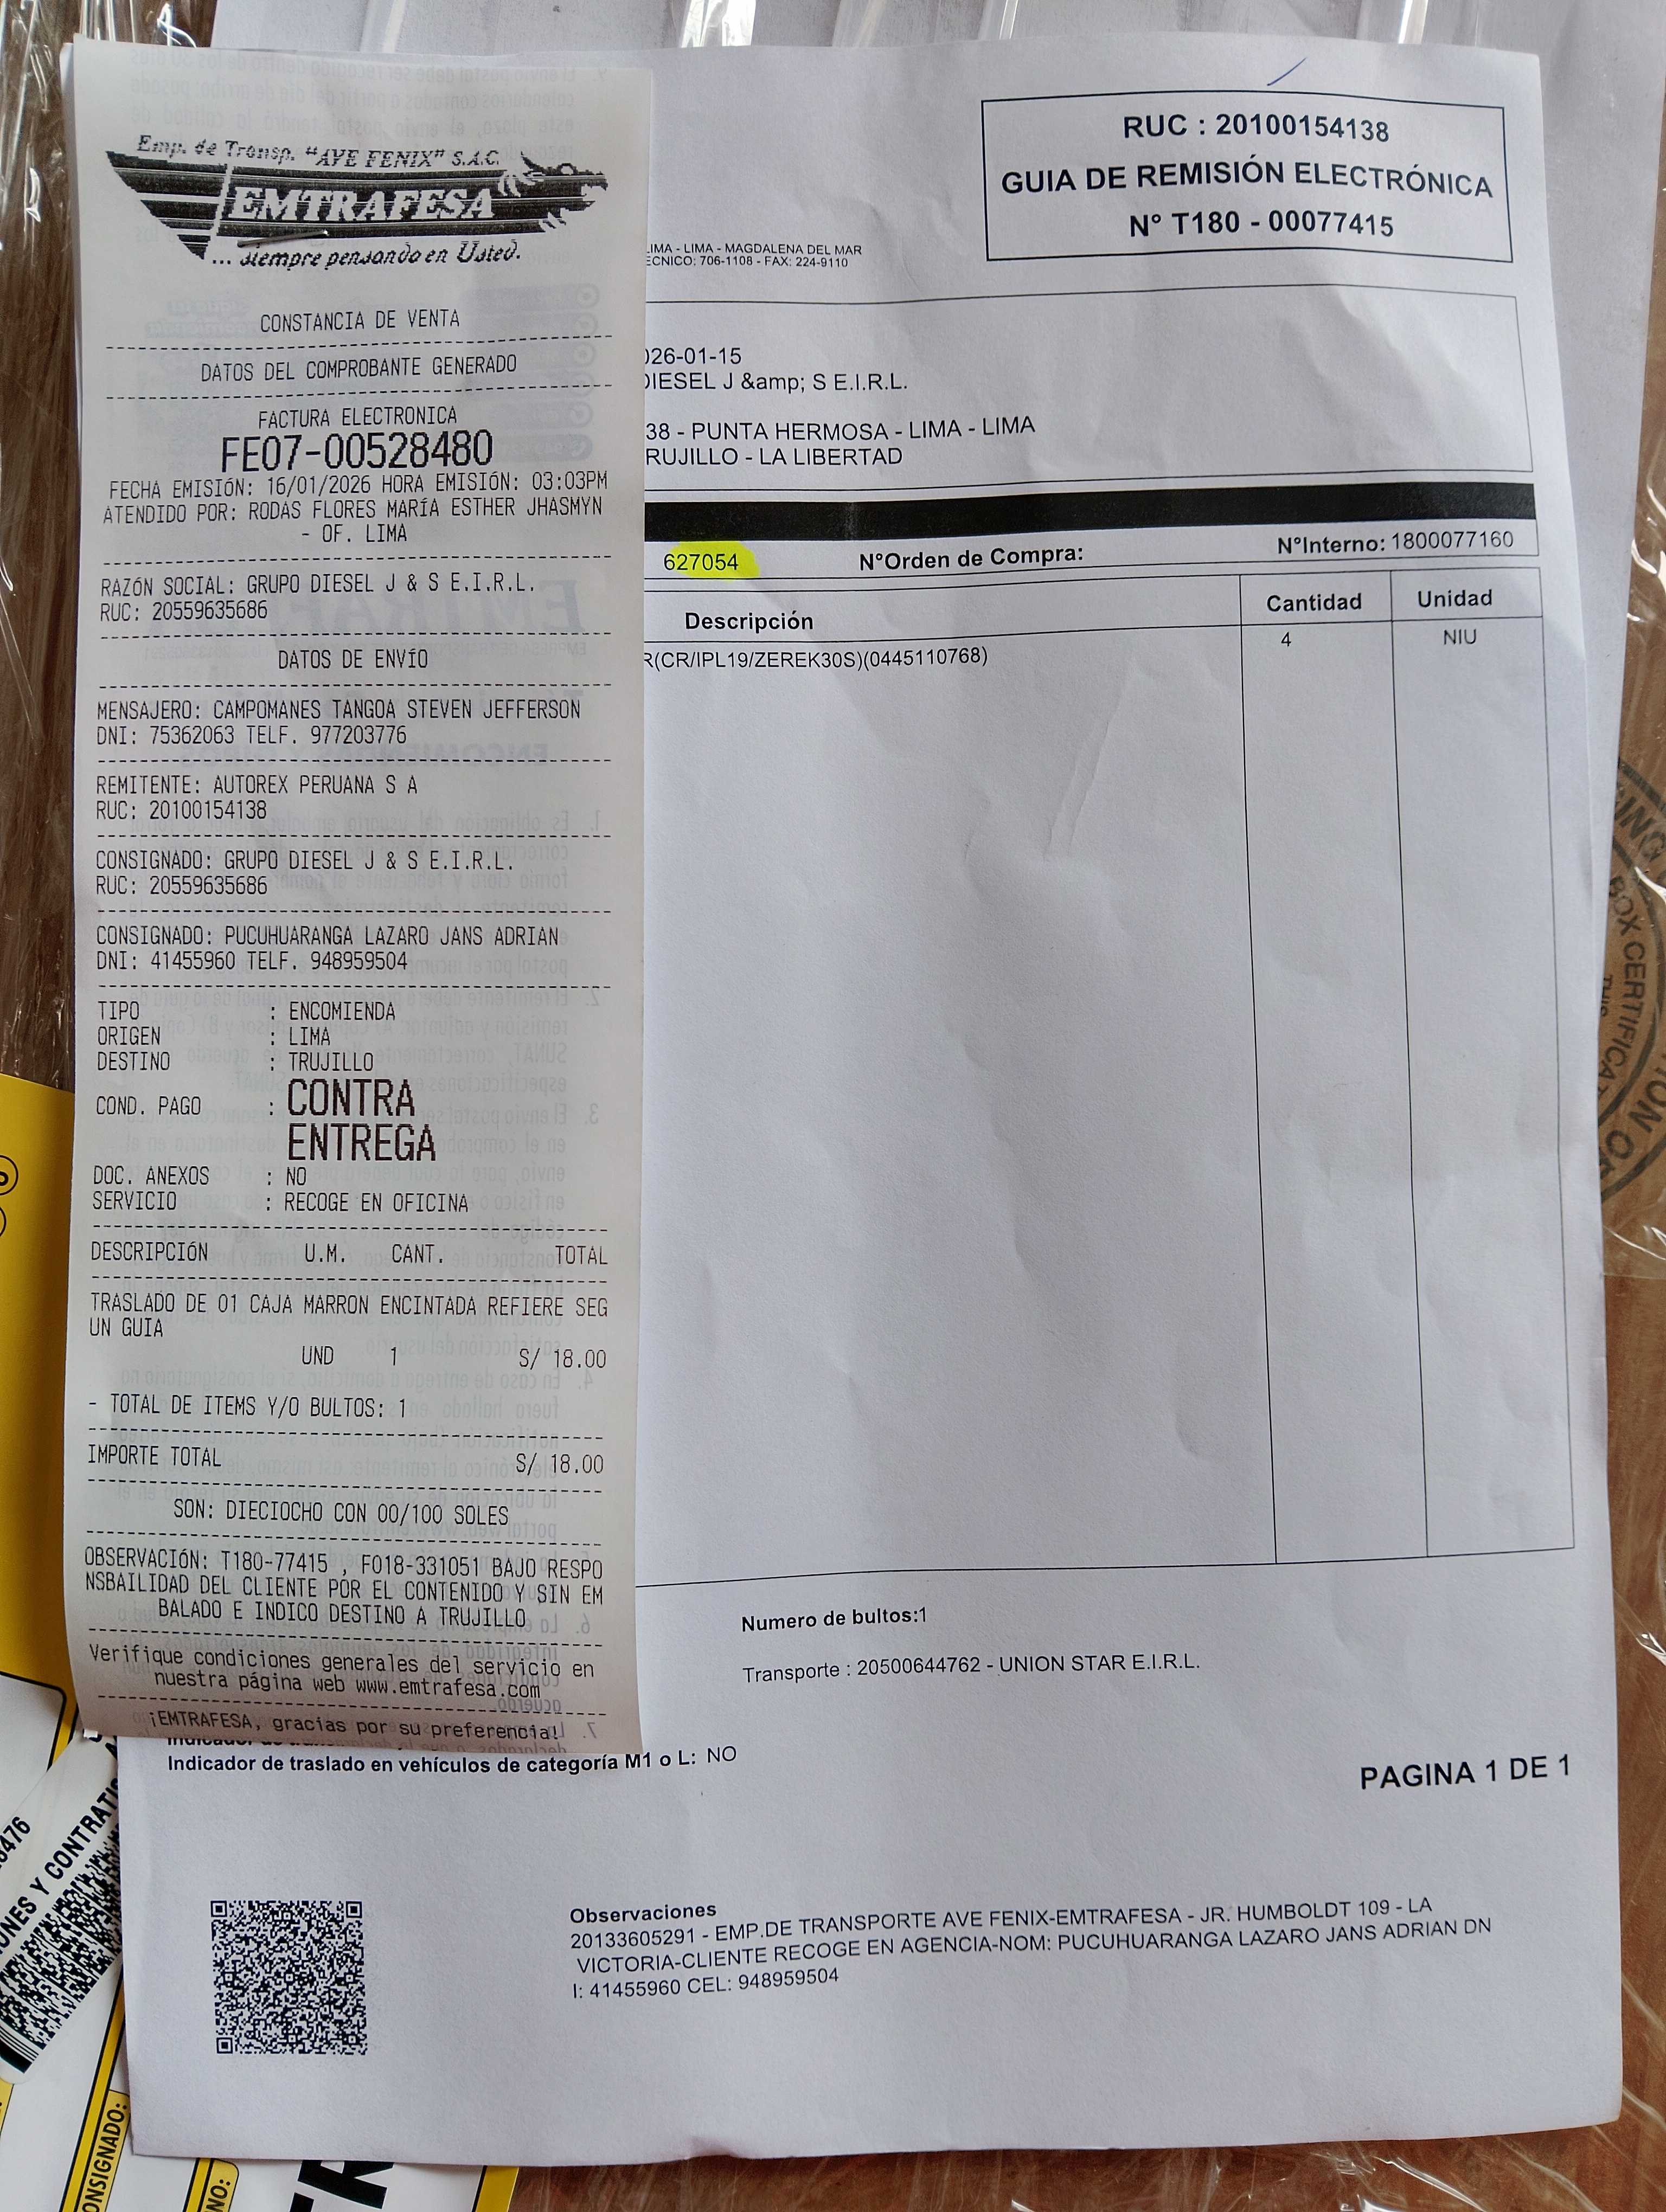 Emp. de Transp. "AVE FENIX" S.A.C.
EMTRAFESA
... siempre pensando en Usted.
CONSTANCIA DE VENTA
DATOS DEL COMPROBANTE GENERADO
FACTURA ELECTRONICA
FE07-00528480
FECHA EMISIÓN: 16/01/2026 HORA EMISIÓN: 03:03PM
ATENDIDO POR: RODAS FLORES MARÍA ESTHER JHASMYN
- OF. LIMA
RAZÓN SOCIAL: GRUPO DIESEL J & S E.I.R.L.
RUC: 20559635686
DATOS DE ENVÍO
MENSAJERO: CAMPOMANES TANGOA STEVEN JEFFERSON
DNI: 75362063 TELF. 977203776
REMITENTE: AUTOREX PERUANA S A
RUC: 20100154138
CONSIGNADO: GRUPO DIESEL J & S E.I.R.L.
RUC: 20559635686
CONSIGNADO: PUCUHUARANGA LAZARO JANS ADRIAN
DNI: 41455960 TELF. 948959504
TIPO : ENCOMIENDA
ORIGEN : LIMA
DESTINO : TRUJILLO
COND. PAGO : CONTRA
ENTREGA
DOC. ANEXOS : NO
SERVICIO : RECOGE EN OFICINA
DESCRIPCIÓN U.M. CANT. TOTAL
TRASLADO DE 01 CAJA MARRON ENCINTADA REFIERE SEG
UN GUIA
UND 1 S/ 18.00
- TOTAL DE ITEMS Y/O BULTOS: 1
IMPORTE TOTAL S/ 18.00
SON: DIECIOCHO CON 00/100 SOLES
OBSERVACIÓN: T180-77415 , F018-331051 BAJO RESPO
NSBAILIDAD DEL CLIENTE POR EL CONTENIDO Y SIN EM
BALADO E INDICO DESTINO A TRUJILLO
Verifique condiciones generales del servicio en
nuestra página web www.emtrafesa.com
¡EMTRAFESA, gracias por su preferencia!
RUC : 20100154138
GUIA DE REMISIÓN ELECTRÓNICA
N° T180 - 00077415
LIMA - LIMA - MAGDALENA DEL MAR
ECNICO: 706-1108 - FAX: 224-9110
026-01-15
DIESEL J &amp; S E.I.R.L.
38 - PUNTA HERMOSA - LIMA - LIMA
RUJILLO - LA LIBERTAD
627054 N°Orden de Compra: N°Interno: 1800077160
Descripción Cantidad Unidad
R(CR/IPL19/ZEREK30S)(0445110768) 4 NIU
Numero de bultos:1
Transporte : 20500644762 - UNION STAR E.I.R.L.
Indicador de traslado en vehículos de categoría M1 o L: NO
PAGINA 1 DE 1
Observaciones
20133605291 - EMP.DE TRANSPORTE AVE FENIX-EMTRAFESA - JR. HUMBOLDT 109 - LA
VICTORIA-CLIENTE RECOGE EN AGENCIA-NOM: PUCUHUARANGA LAZARO JANS ADRIAN DN
I: 41455960 CEL: 948959504
BOX CERTIFICA
THIS
ONES Y CONTRATIS
ONSIGNADO: